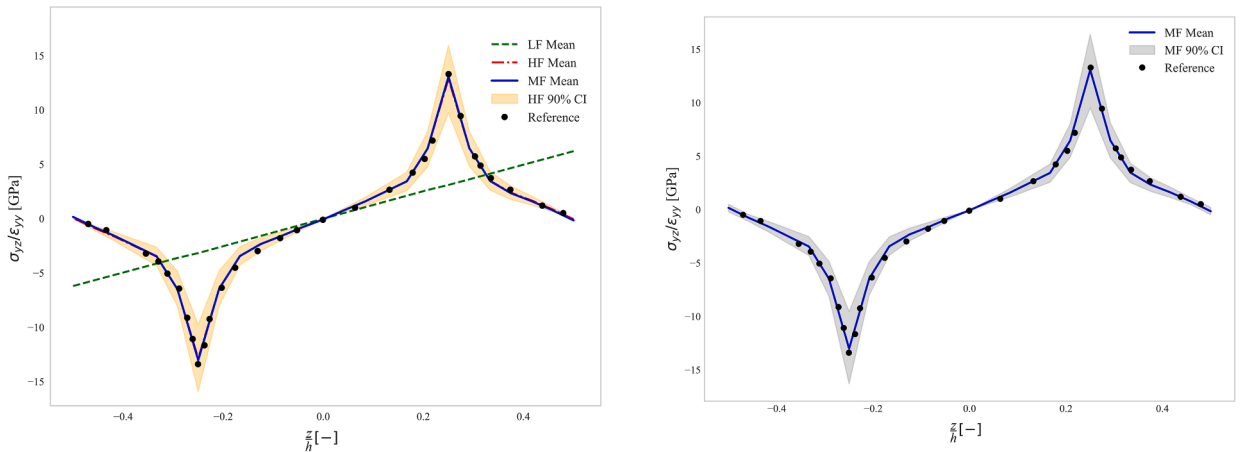 15
10
5
0
−5
−10
−15
−0.4
−0.2
0.0
0.2
0.4
σyz/εyy [GPa]
z/h [−]
LF Mean
HF Mean
MF Mean
HF 90% CI
Reference
15
10
5
0
−5
−10
−15
−0.4
−0.2
0.0
0.2
0.4
σyz/εyy [GPa]
z/h [−]
MF Mean
MF 90% CI
Reference